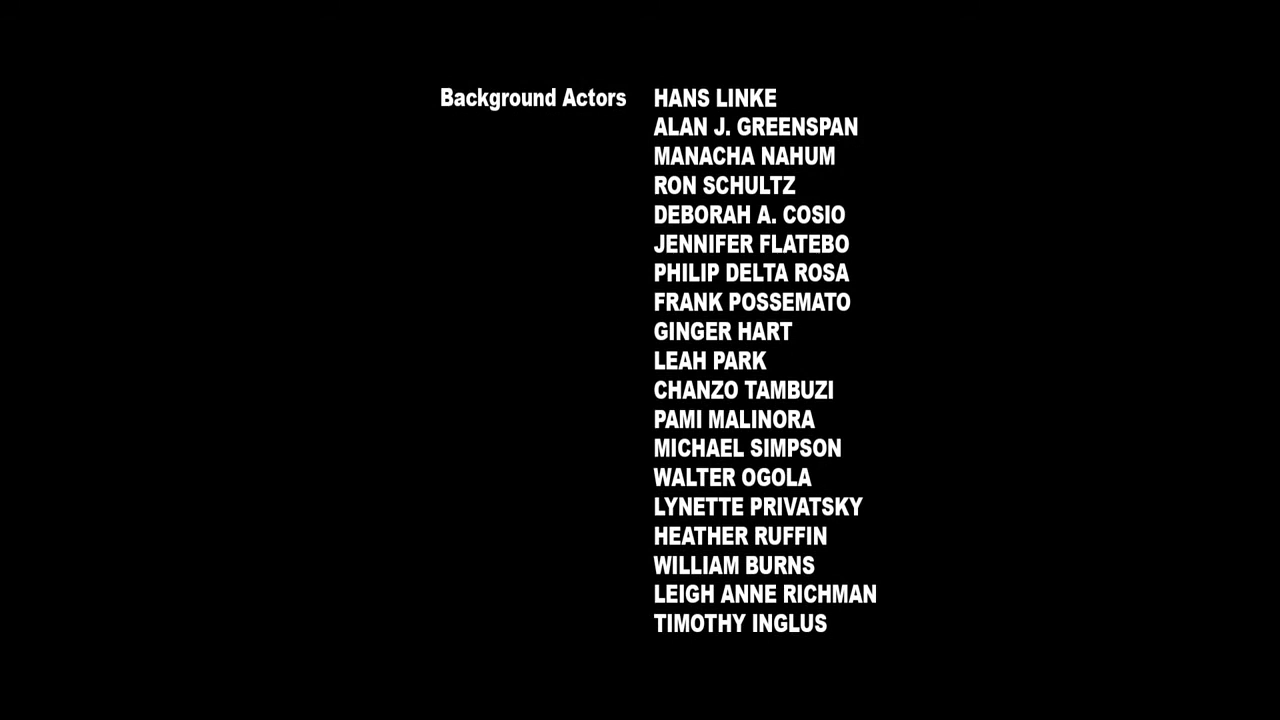 Background Actors HANS LINKE
ALAN J. GREENSPAN
MANACHA NAHUM
RON SCHULTZ
DEBORAH A. COSIO
JENNIFER FLATEBO
PHILIP DELTA ROSA
FRANK POSSEMATO
GINGER HART
LEAH PARK
CHANZO TAMBUZI
PAMI MALINORA
MICHAEL SIMPSON
WALTER OGOLA
LYNETTE PRIVATSKY
HEATHER RUFFIN
WILLIAM BURNS
LEIGH ANNE RICHMAN
TIMOTHY INGLUS